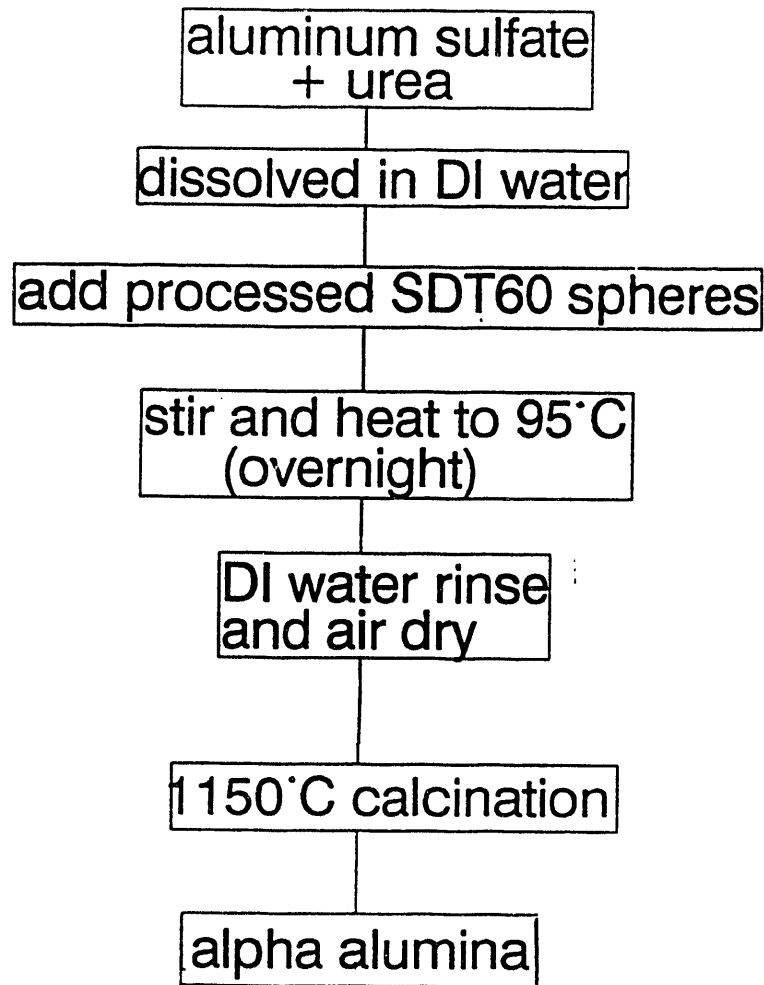 aluminum sulfate
+ urea
dissolved in DI water
add processed SDT60 spheres
stir and heat to 95°C
(overnight)
DI water rinse
and air dry
1150°C calcination
alpha alumina